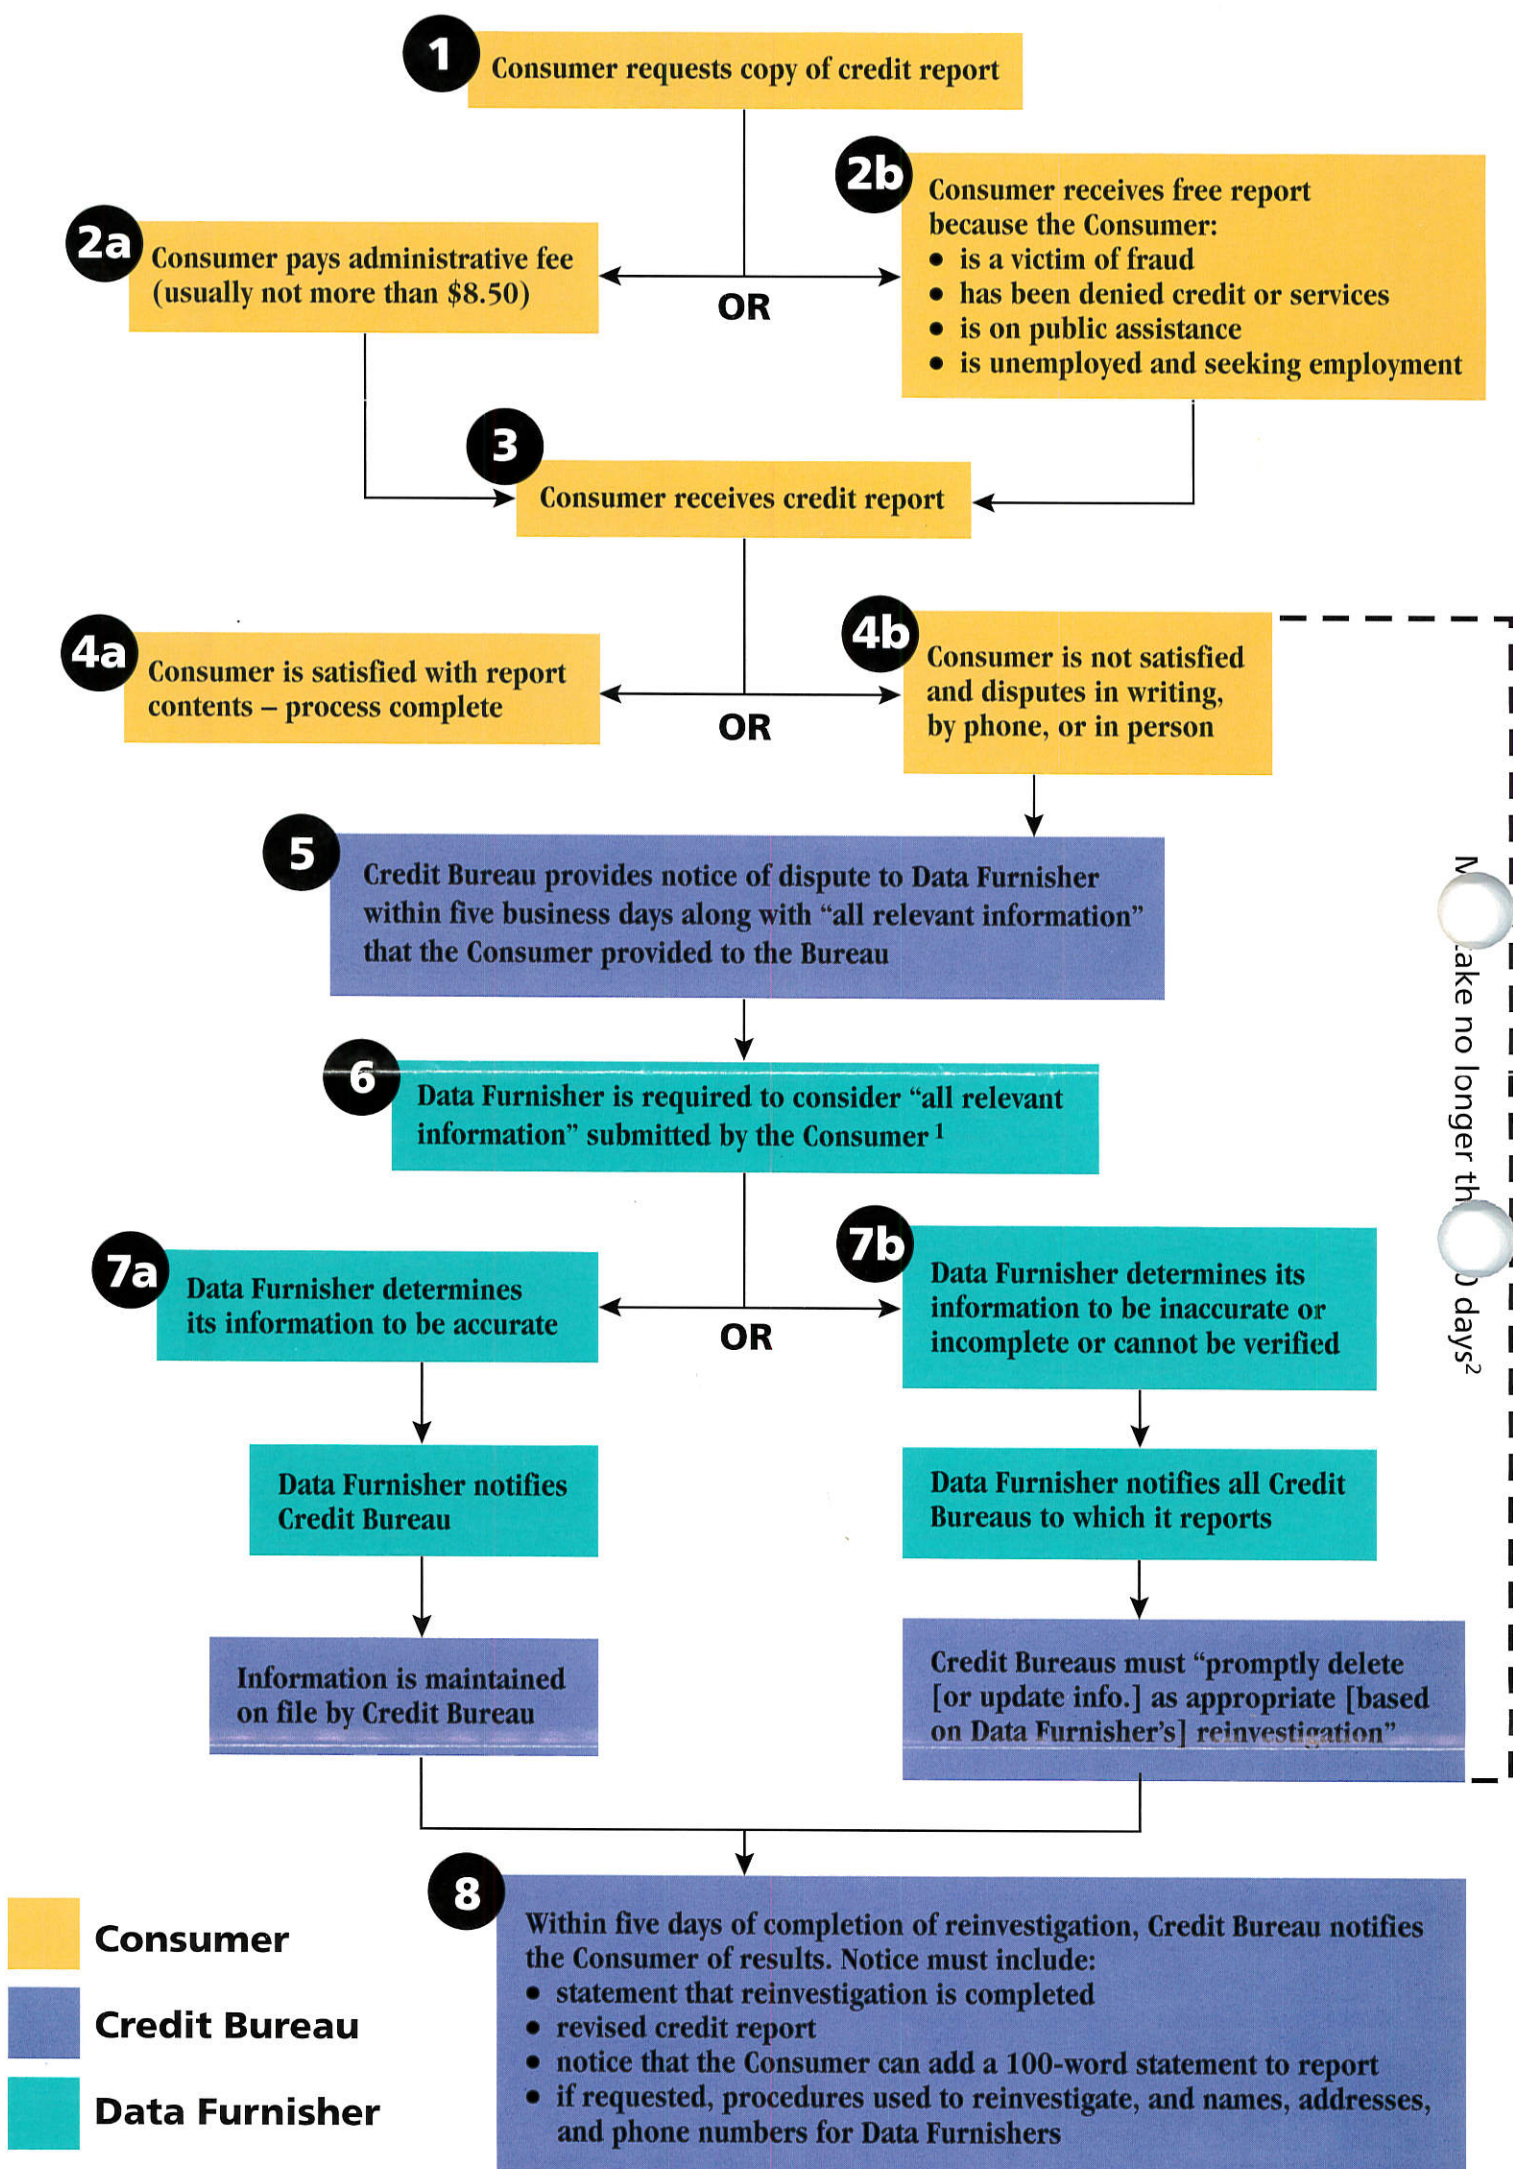 1
Consumer requests copy of credit report
2a
Consumer pays administrative fee
(usually not more than $8.50)
OR
2b
Consumer receives free report
because the Consumer:
• is a victim of fraud
• has been denied credit or services
• is on public assistance
• is unemployed and seeking employment
3
Consumer receives credit report
4a
Consumer is satisfied with report
contents – process complete
OR
4b
Consumer is not satisfied
and disputes in writing,
by phone, or in person
5
Credit Bureau provides notice of dispute to Data Furnisher
within five business days along with “all relevant information”
that the Consumer provided to the Bureau
6
Data Furnisher is required to consider “all relevant
information” submitted by the Consumer 1
7a
Data Furnisher determines
its information to be accurate
OR
7b
Data Furnisher determines its
information to be inaccurate or
incomplete or cannot be verified
no longer days2
Data Furnisher notifies
Credit Bureau
Data Furnisher notifies all Credit
Bureaus to which it reports
Information is maintained
on file by Credit Bureau
Credit Bureaus must “promptly delete
[or update info.] as appropriate [based
on Data Furnisher’s] reinvestigation”
8
Within five days of completion of reinvestigation, Credit Bureau notifies
the Consumer of results. Notice must include:
• statement that reinvestigation is completed
• revised credit report
• notice that the Consumer can add a 100-word statement to report
• if requested, procedures used to reinvestigate, and names, addresses,
and phone numbers for Data Furnishers
Consumer
Credit Bureau
Data Furnisher